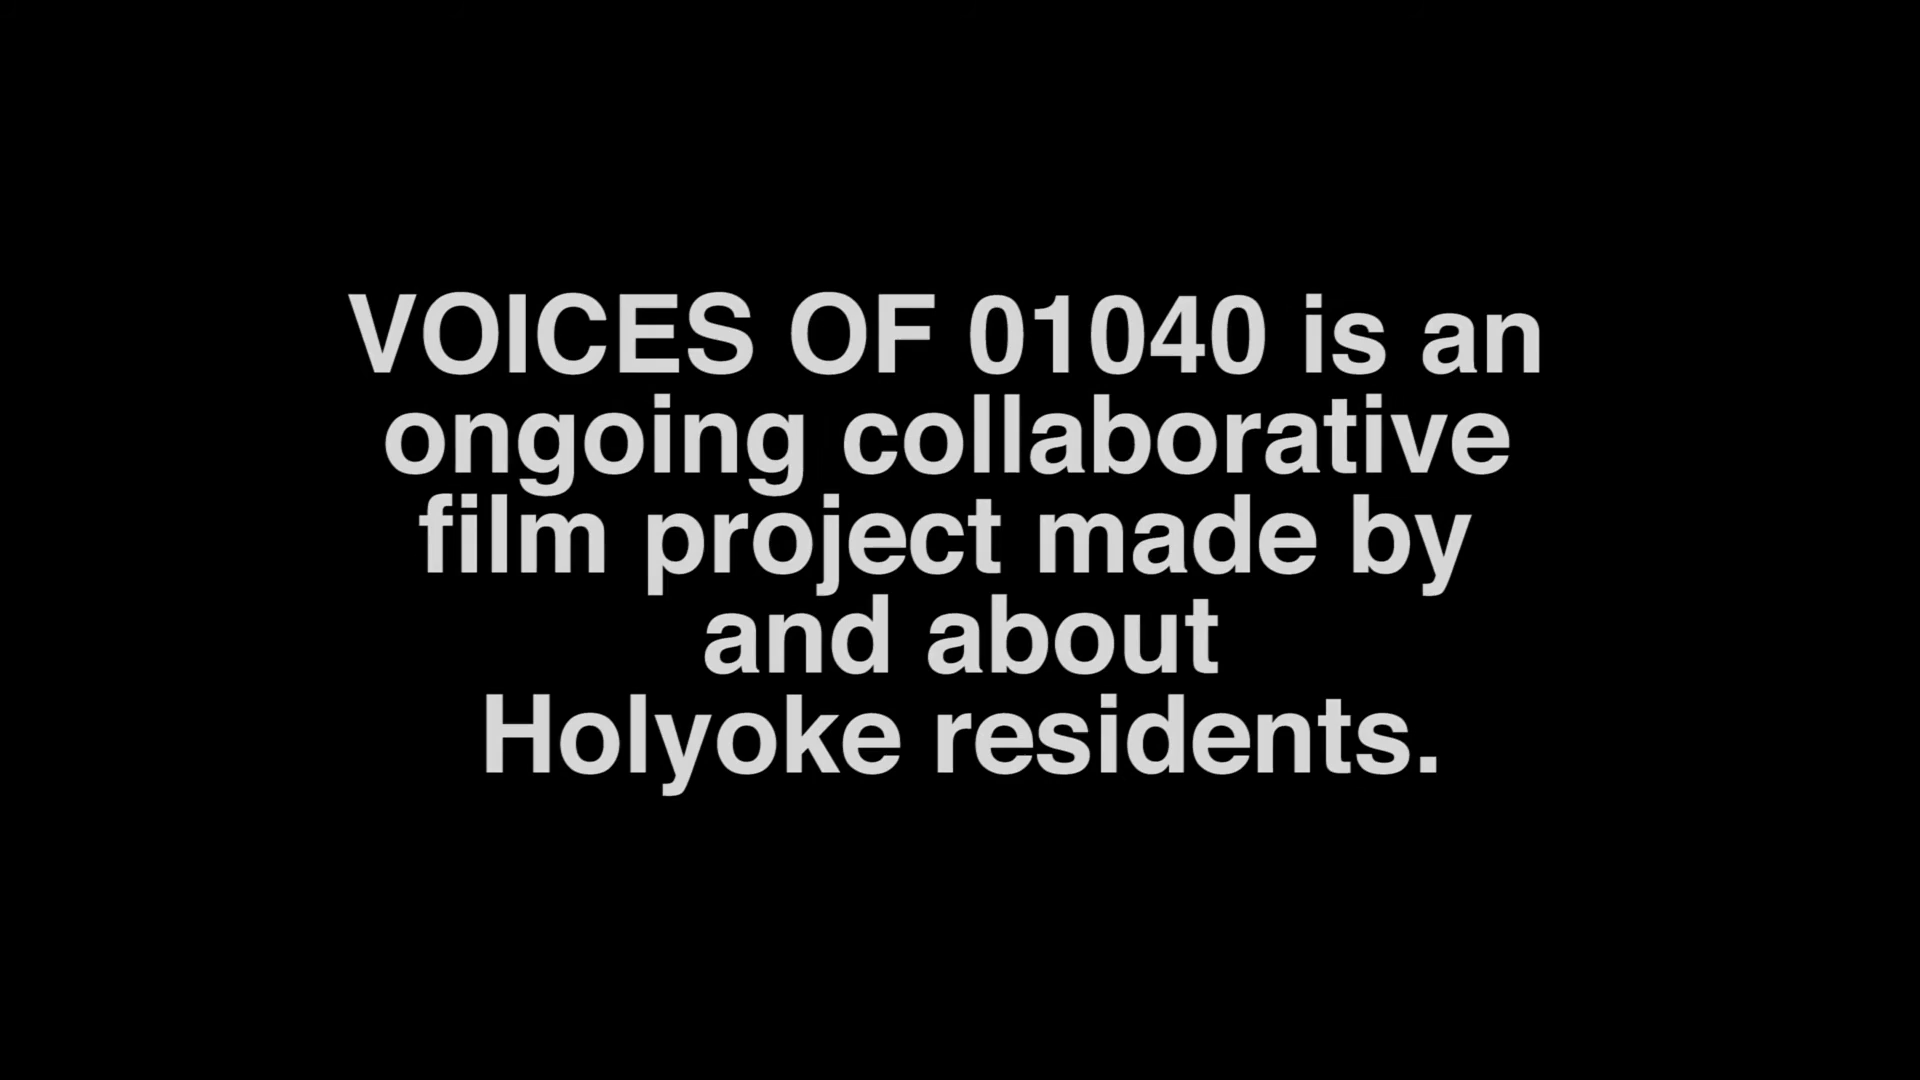 VOICES OF 01040 is an
ongoing collaborative
film project made by
and about
Holyoke residents.